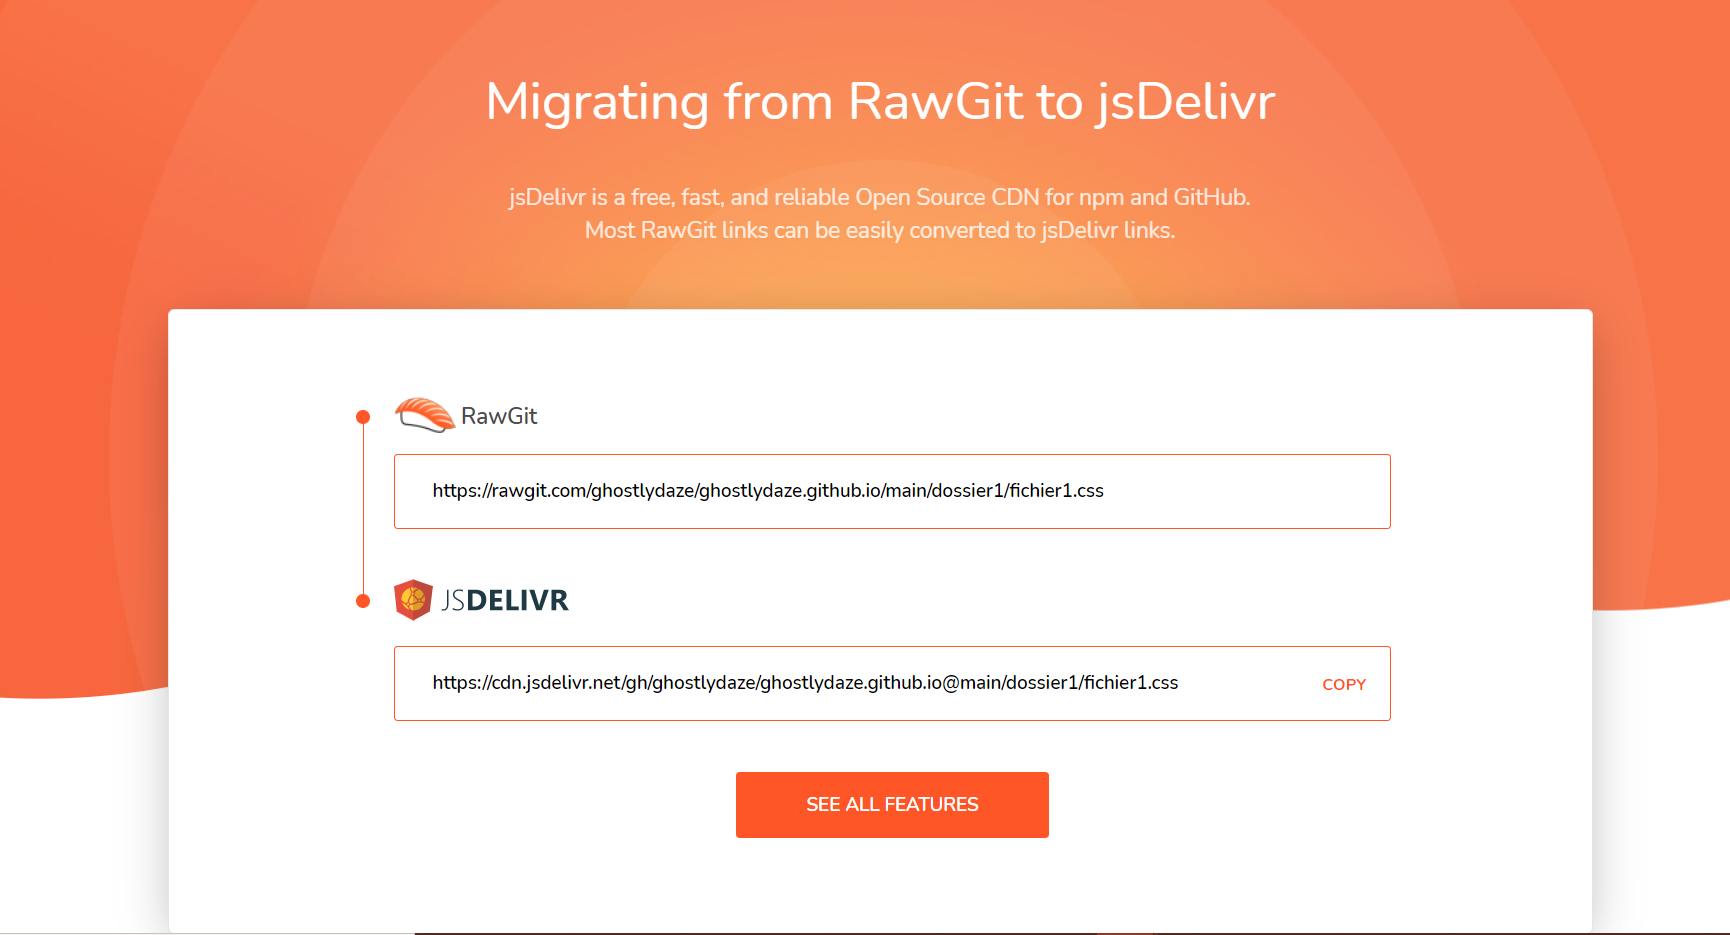 Migrating from RawGit to jsDelivr
jsDelivr is a free, fast, and reliable Open Source CDN for npm and GitHub.
Most RawGit links can be easily converted to jsDelivr links.
RawGit
https://rawgit.com/ghostlydaze/ghostlydaze.github.io/main/dossier1/fichier1.css
JSDELIVR
https://cdn.jsdelivr.net/gh/ghostlydaze/ghostlydaze.github.io@main/dossier1/fichier1.css
COPY
SEE ALL FEATURES